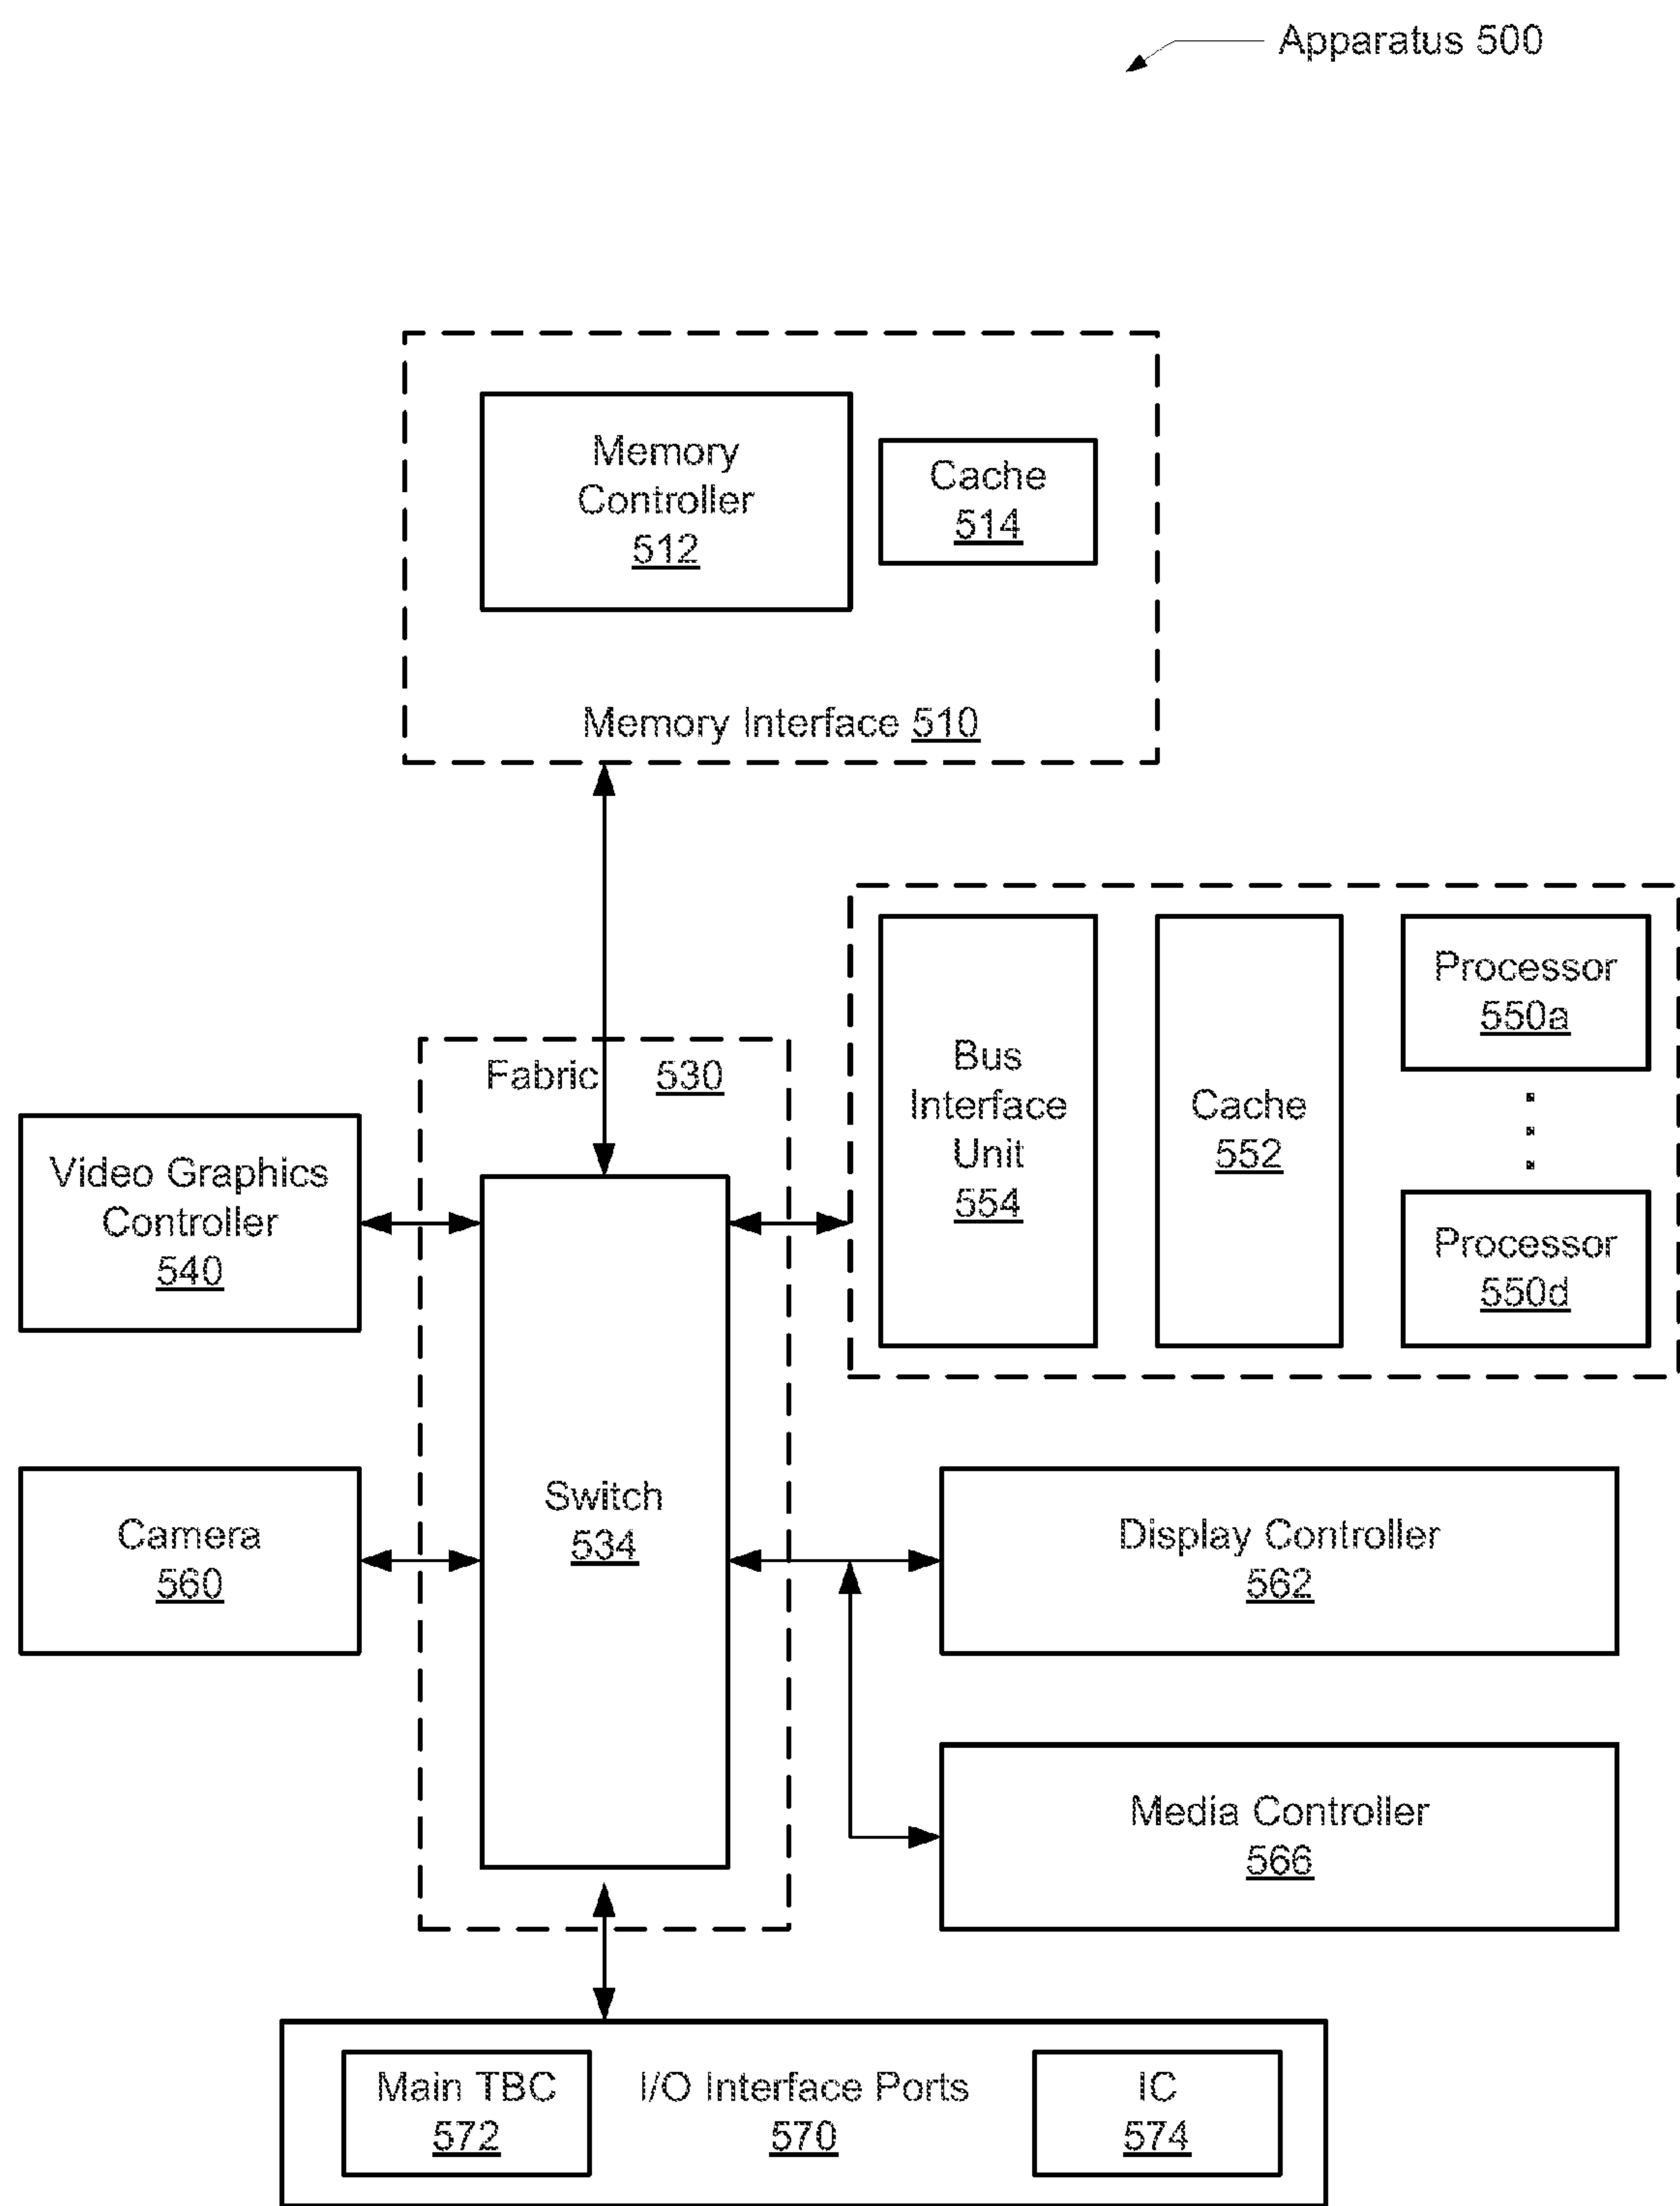 Apparatus 500
Memory
Controller
512
Cache
514
Memory Interface 510
Fabric 530
Video Graphics
Controller
540
Bus
Interface
Unit
554
Cache
552
Processor
550a
Processor
550d
Camera
560
Switch
534
Display Controller
562
Media Controller
566
Main TBC
572
I/O Interface Ports
570
IC
574